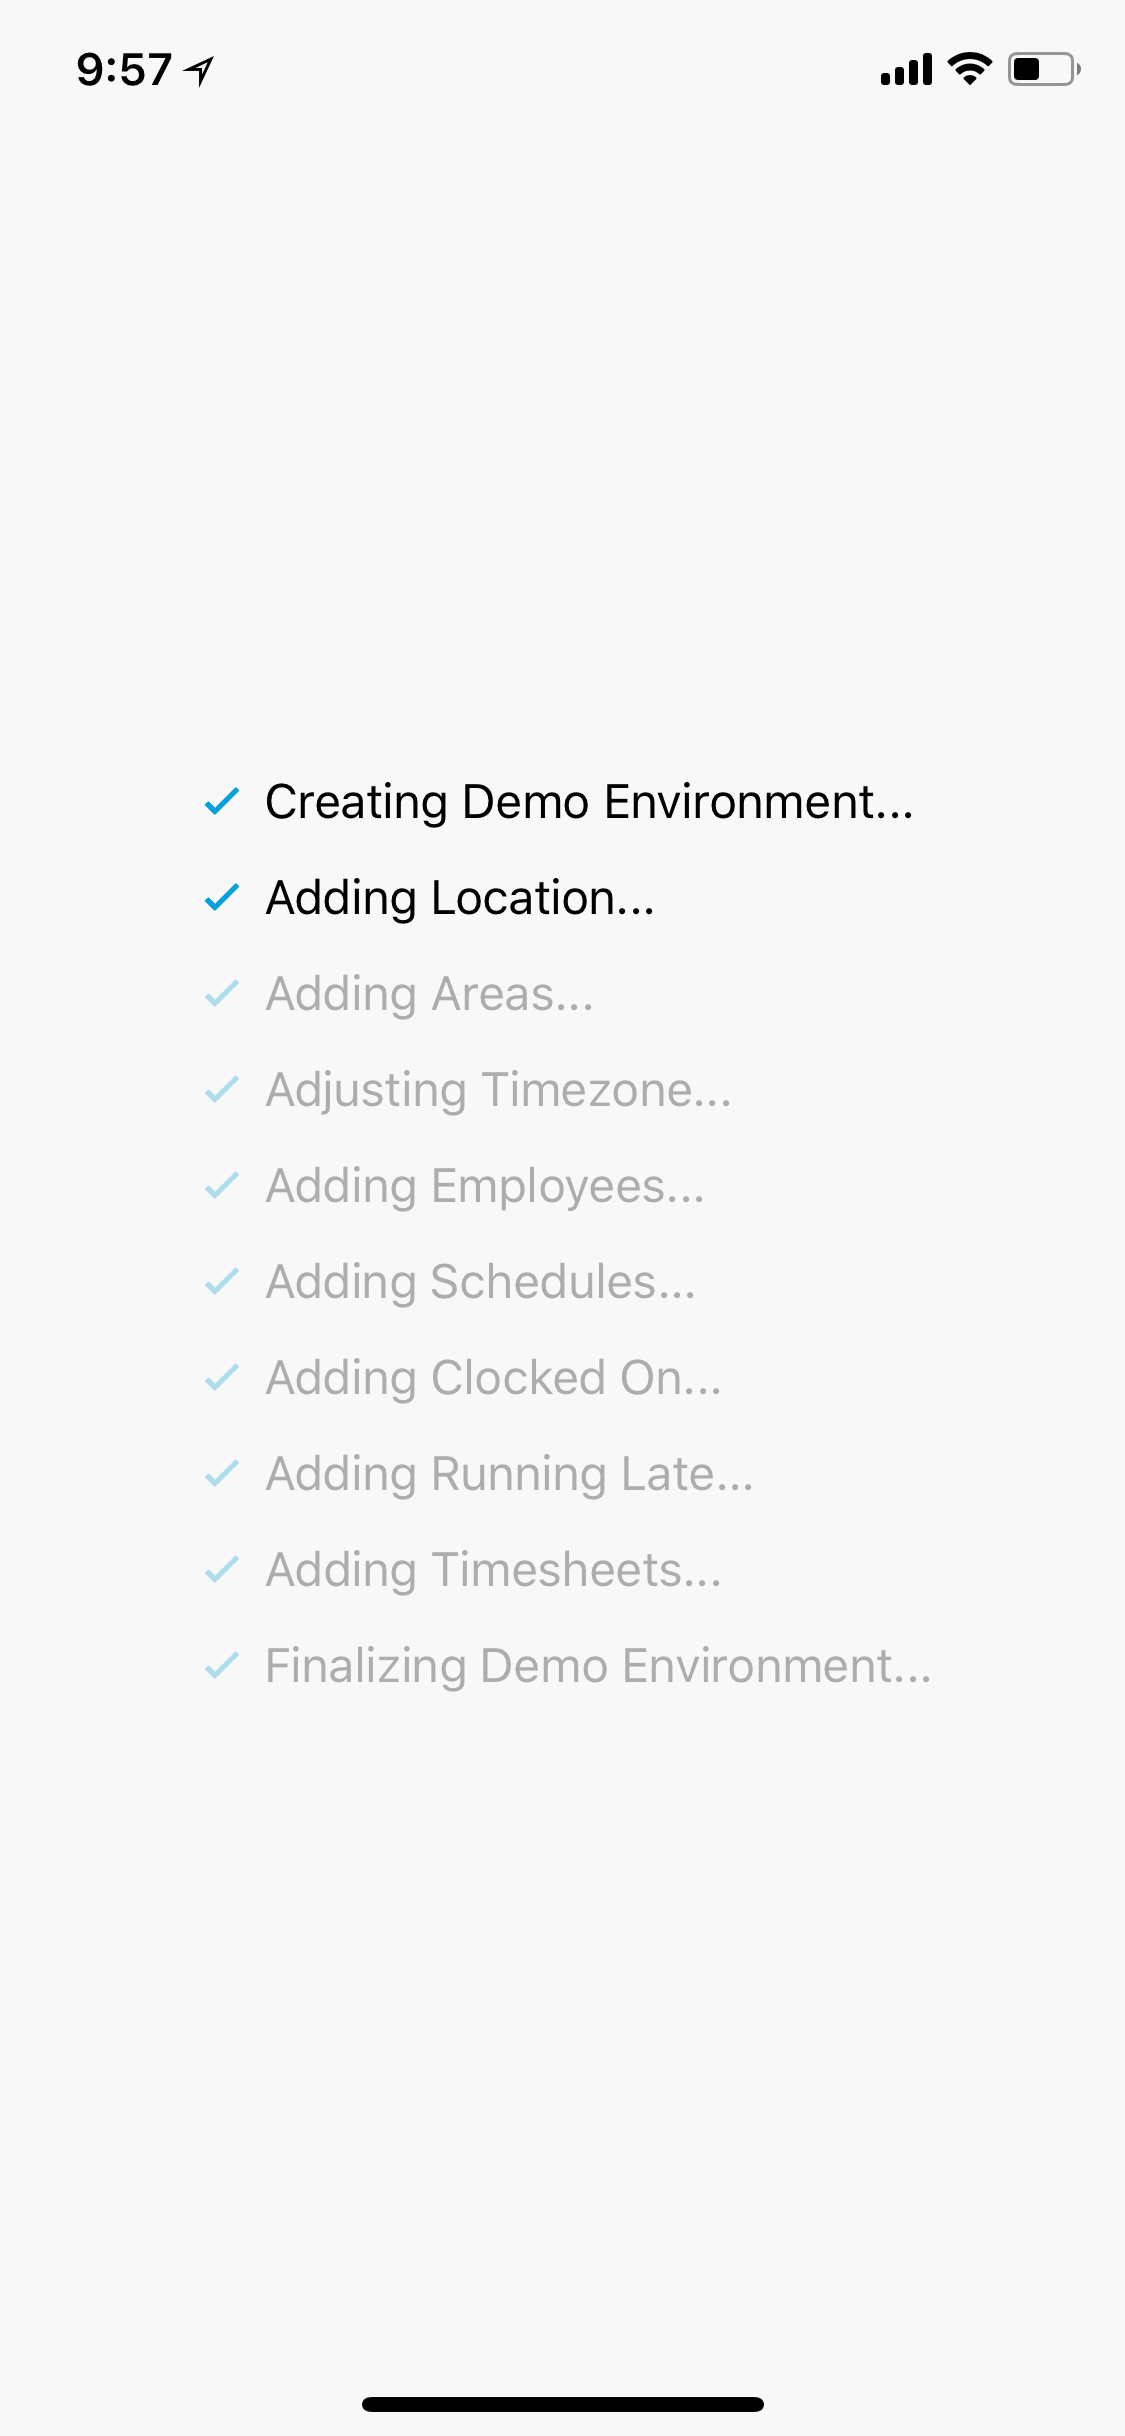 9:57
Creating Demo Environment...
Adding Location...
Adding Areas...
Adjusting Timezone...
Adding Employees...
Adding Schedules...
Adding Clocked On...
Adding Running Late...
Adding Timesheets...
Finalizing Demo Environment...